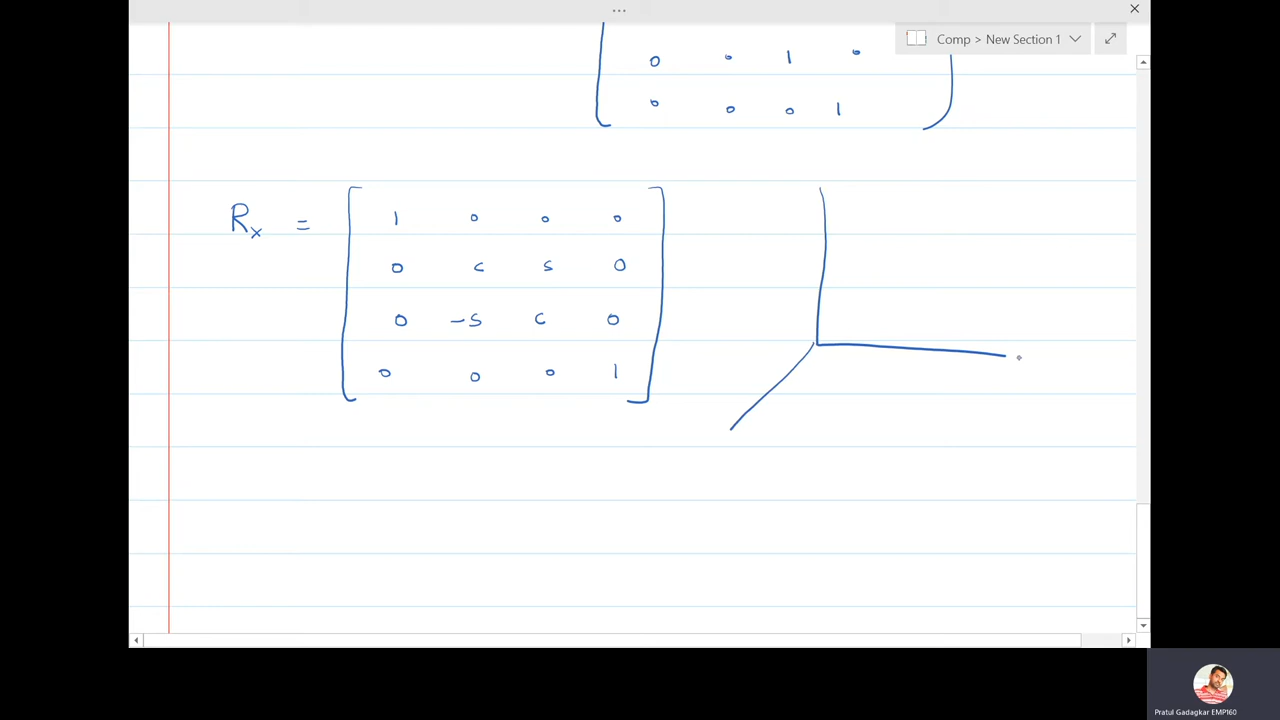 ...
Comp > New Section 1
0 0 1 0
0 0 0 1
Rx = 1 0 0 0
0 c s 0
0 -s c 0
0 0 0 1
Pratul Gadagkar EMP160